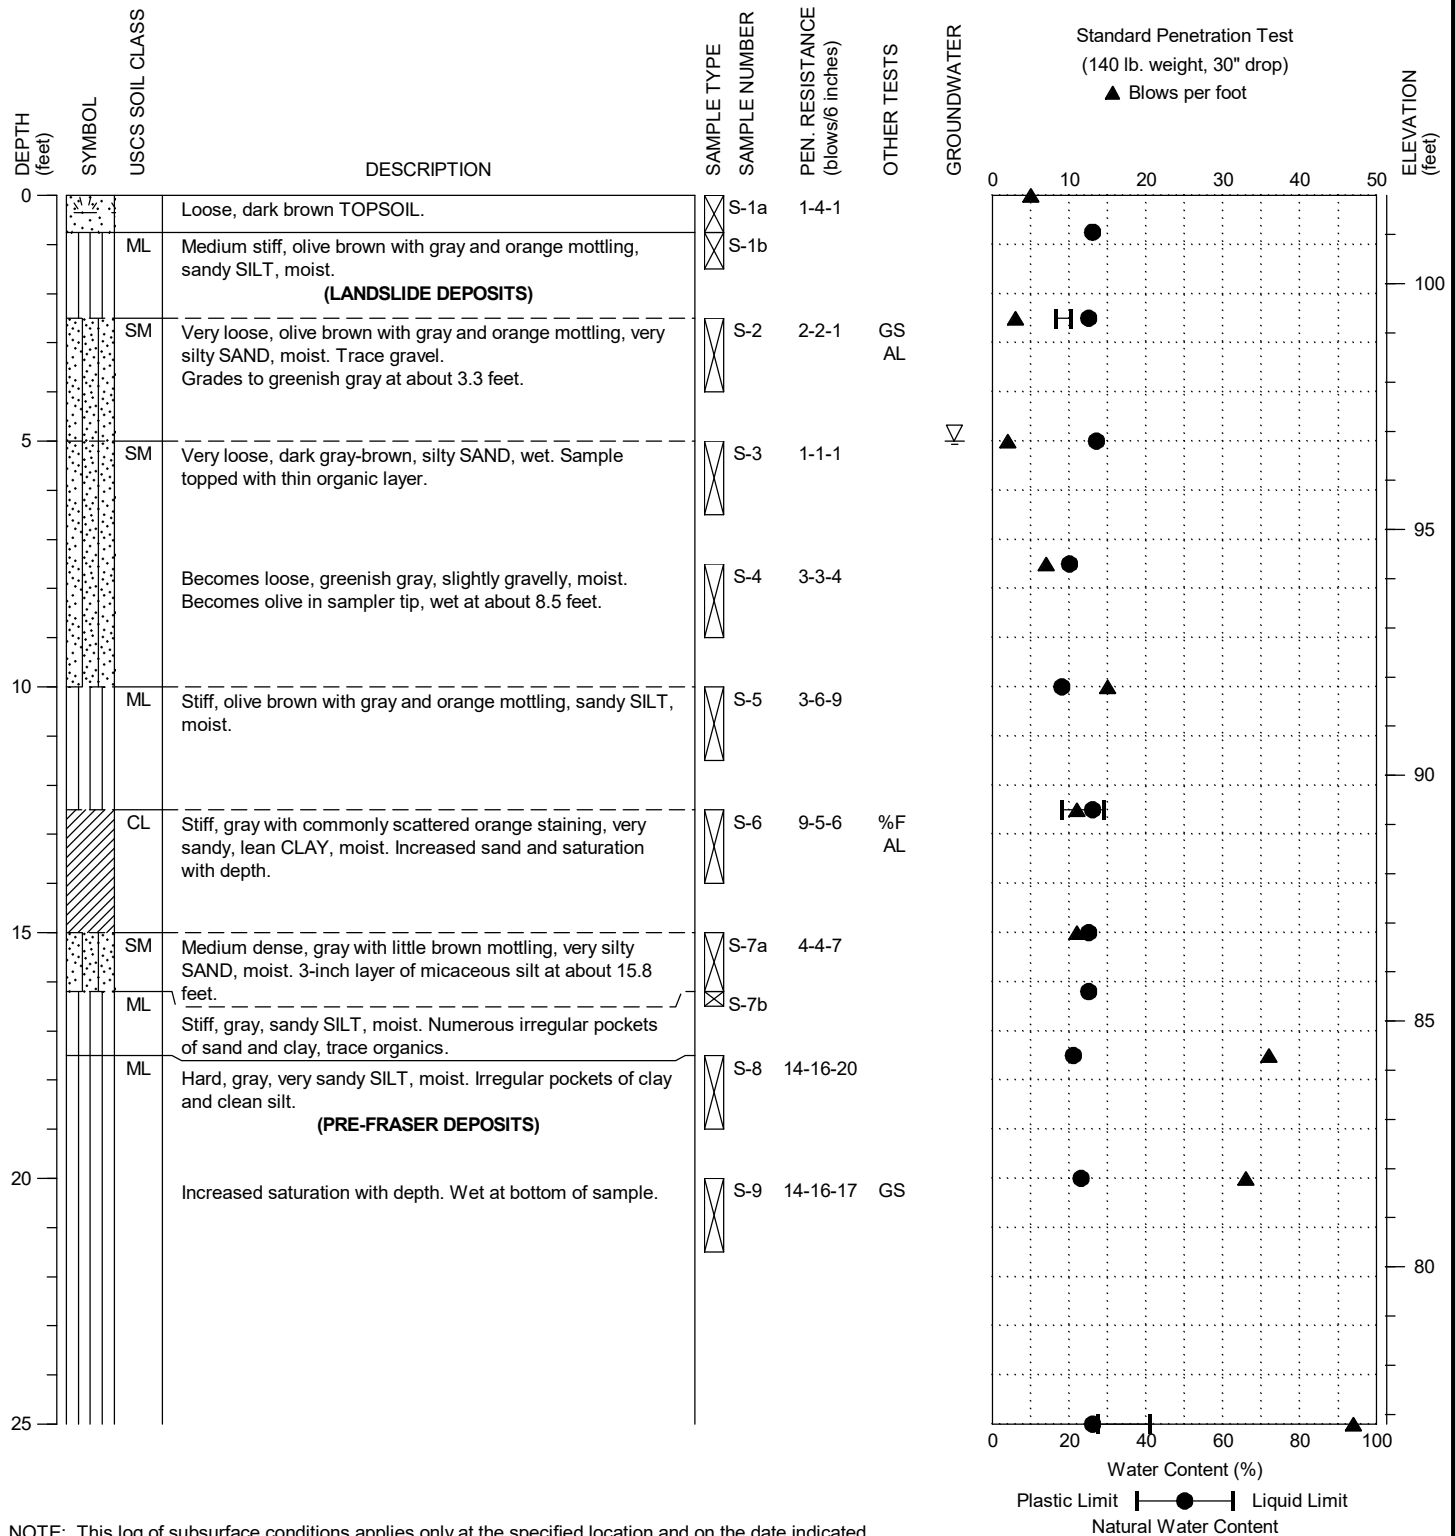 DEPTH
(feet)
SYMBOL
USCS SOIL CLASS
DESCRIPTION
SAMPLE TYPE
SAMPLE NUMBER
PEN. RESISTANCE
(blows/6 inches)
OTHER TESTS
GROUNDWATER
Standard Penetration Test
(140 lb. weight, 30" drop)
▲ Blows per foot
ELEVATION
(feet)
0 10 20 30 40 50
0
Loose, dark brown TOPSOIL.
S-1a 1-4-1
ML Medium stiff, olive brown with gray and orange mottling, S-1b
sandy SILT, moist.
(LANDSLIDE DEPOSITS)
100
SM Very loose, olive brown with gray and orange mottling, very S-2 2-2-1 GS
silty SAND, moist. Trace gravel. AL
Grades to greenish gray at about 3.3 feet.
5
SM Very loose, dark gray-brown, silty SAND, wet. Sample S-3 1-1-1
topped with thin organic layer.
95
Becomes loose, greenish gray, slightly gravelly, moist. S-4 3-3-4
Becomes olive in sampler tip, wet at about 8.5 feet.
10
ML Stiff, olive brown with gray and orange mottling, sandy SILT, S-5 3-6-9
moist.
90
CL Stiff, gray with commonly scattered orange staining, very S-6 9-5-6 %F
sandy, lean CLAY, moist. Increased sand and saturation AL
with depth.
15
SM Medium dense, gray with little brown mottling, very silty S-7a 4-4-7
SAND, moist. 3-inch layer of micaceous silt at about 15.8
feet.
ML S-7b
85
Stiff, gray, sandy SILT, moist. Numerous irregular pockets
of sand and clay, trace organics.
ML Hard, gray, very sandy SILT, moist. Irregular pockets of clay S-8 14-16-20
and clean silt.
(PRE-FRASER DEPOSITS)
20
Increased saturation with depth. Wet at bottom of sample. S-9 14-16-17 GS
80
25
0 20 40 60 80 100
Water Content (%)
Plastic Limit Liquid Limit
Natural Water Content
NOTE: This log of subsurface conditions applies only at the specified location and on the date indicated